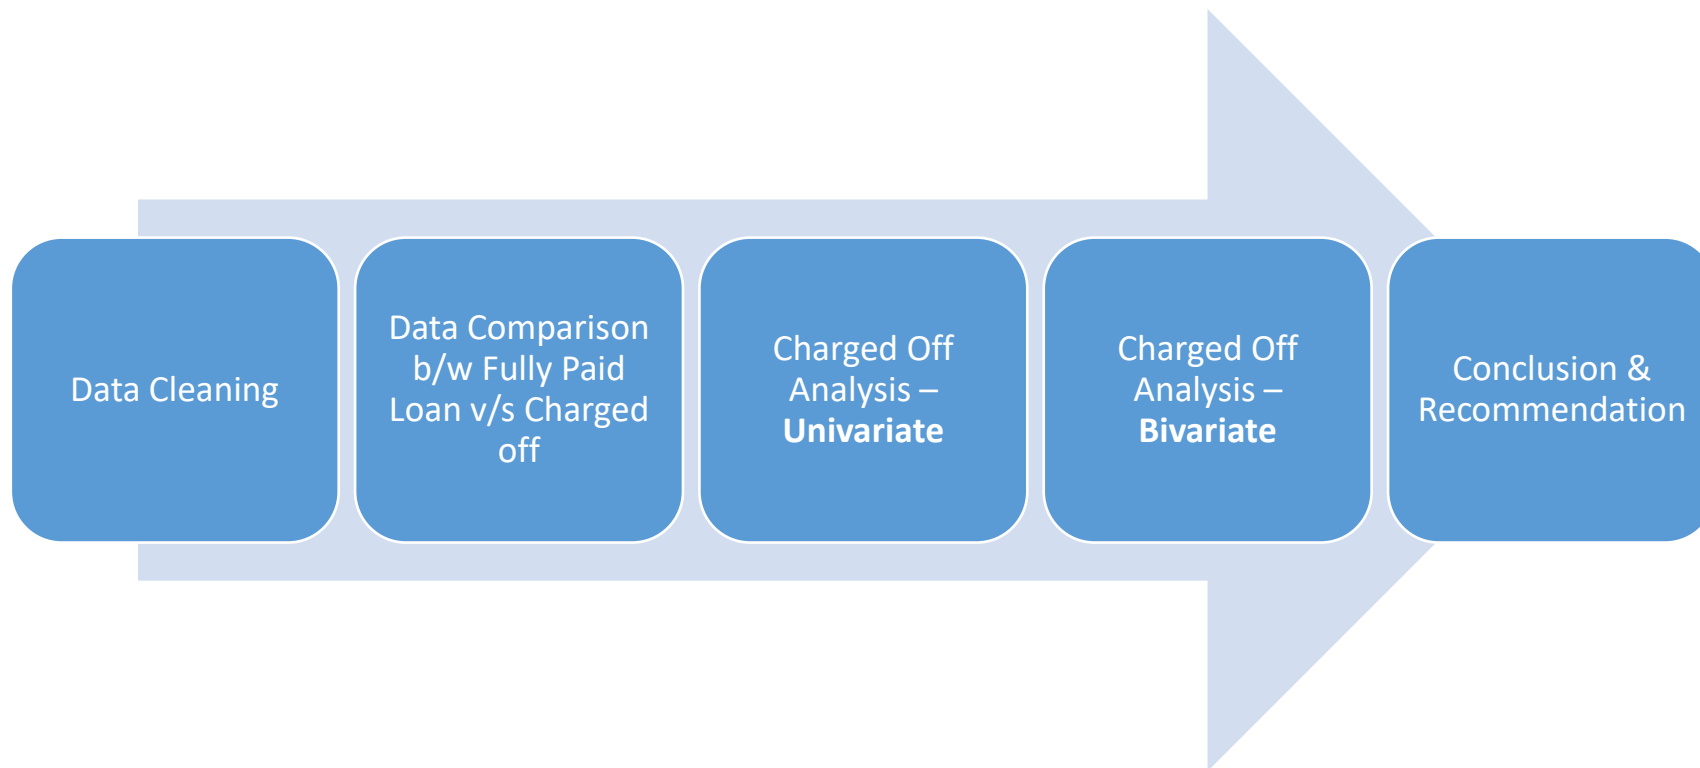 Data Cleaning
Data Comparison
b/w Fully Paid
Loan v/s Charged
off
Charged Off
Analysis –
Univariate
Charged Off
Analysis –
Bivariate
Conclusion &
Recommendation